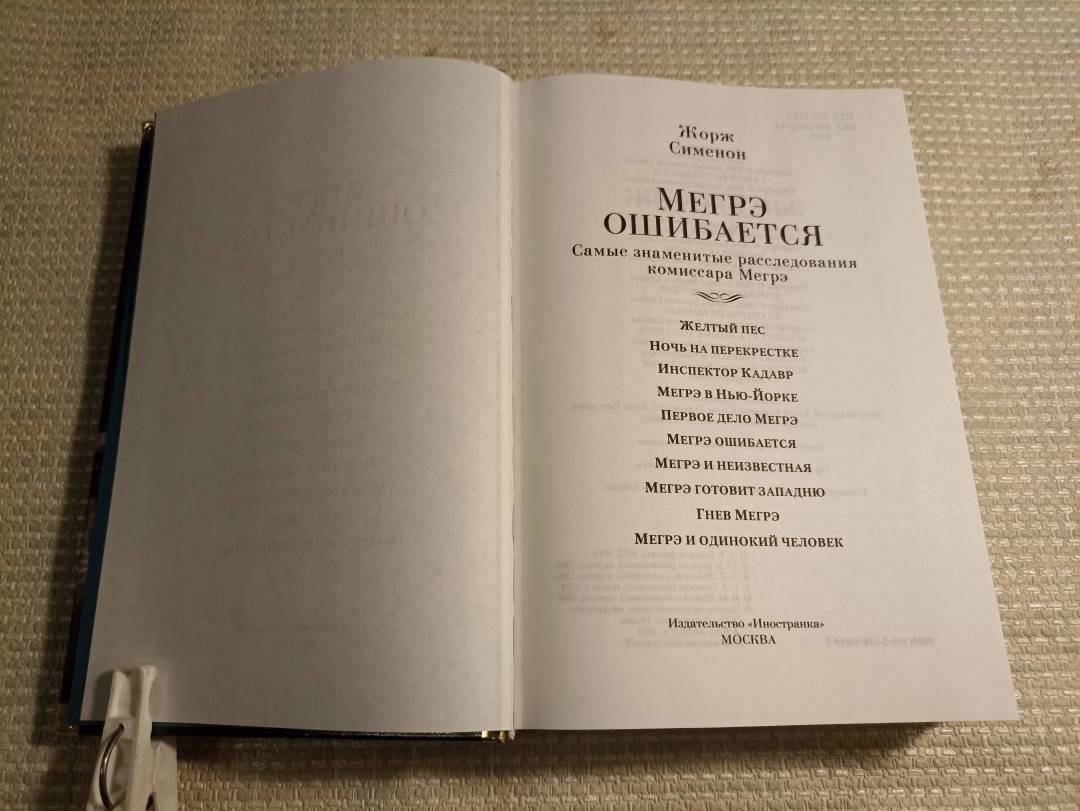 Жорж
Сименон
МЕГРЭ
ОШИБАЕТСЯ
Самые знаменитые расследования
комиссара Мегрэ
Желтый пес
Ночь на перекрестке
Инспектор Кадавр
Мегрэ в Нью-Йорке
Первое дело Мегрэ
Мегрэ ошибается
Мегрэ и неизвестная
Мегрэ готовит западню
Гнев Мегрэ
Мегрэ и одинокий человек
Издательство «Иностранка»
МОСКВА